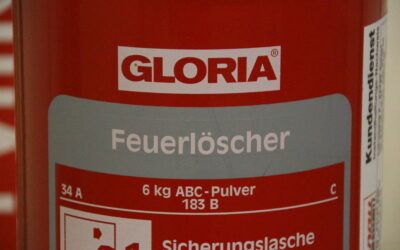 GLORIA®
Feuerlöscher
34 A 6 kg ABC-Pulver C
183 B
Sicherungslasche
Kundendienst